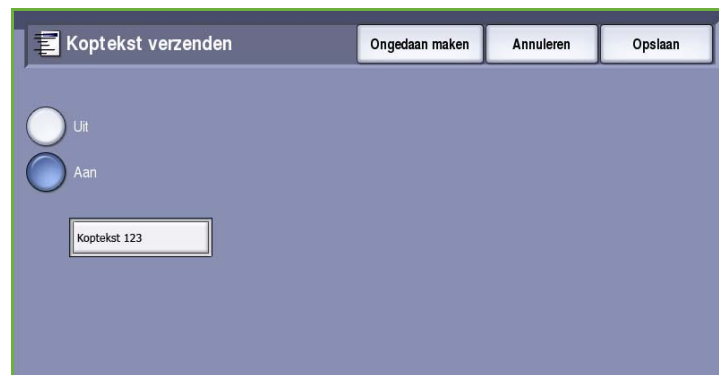 Koptekst verzenden
Ongedaan maken
Annuleren
Opslaan
Uit
Aan
Koptekst 123